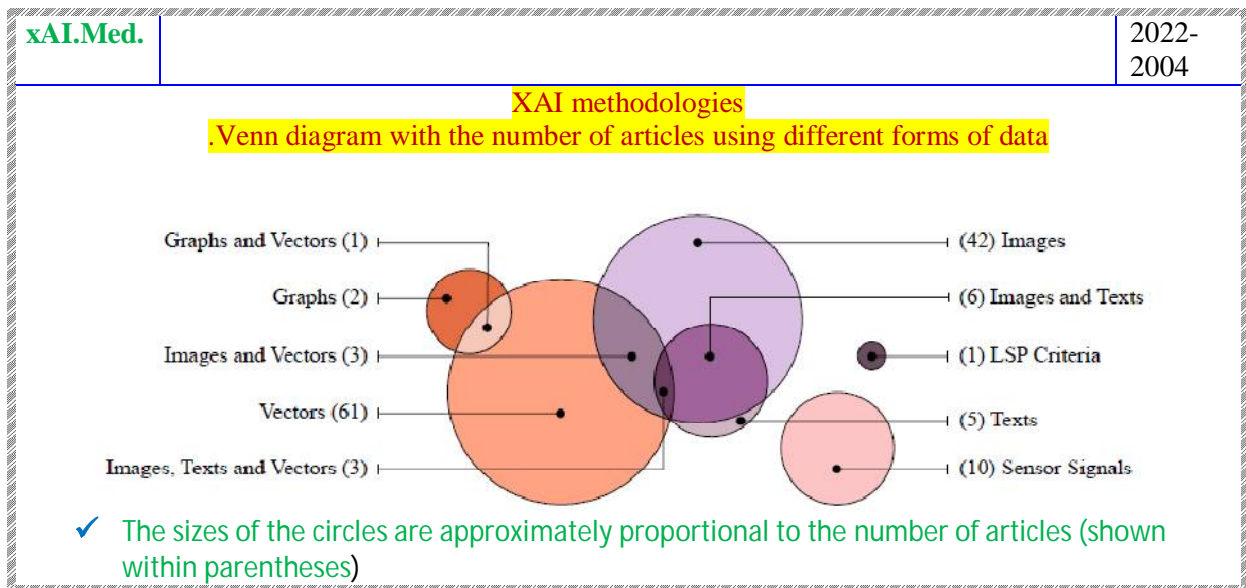 xAI.Med.
2022-
2004
XAI methodologies
.Venn diagram with the number of articles using different forms of data
Graphs and Vectors (1)
(42) Images
Graphs (2)
(6) Images and Texts
Images and Vectors (3)
(1) LSP Criteria
Vectors (61)
(5) Texts
Images, Texts and Vectors (3)
(10) Sensor Signals
✓ The sizes of the circles are approximately proportional to the number of articles (shown
within parentheses)